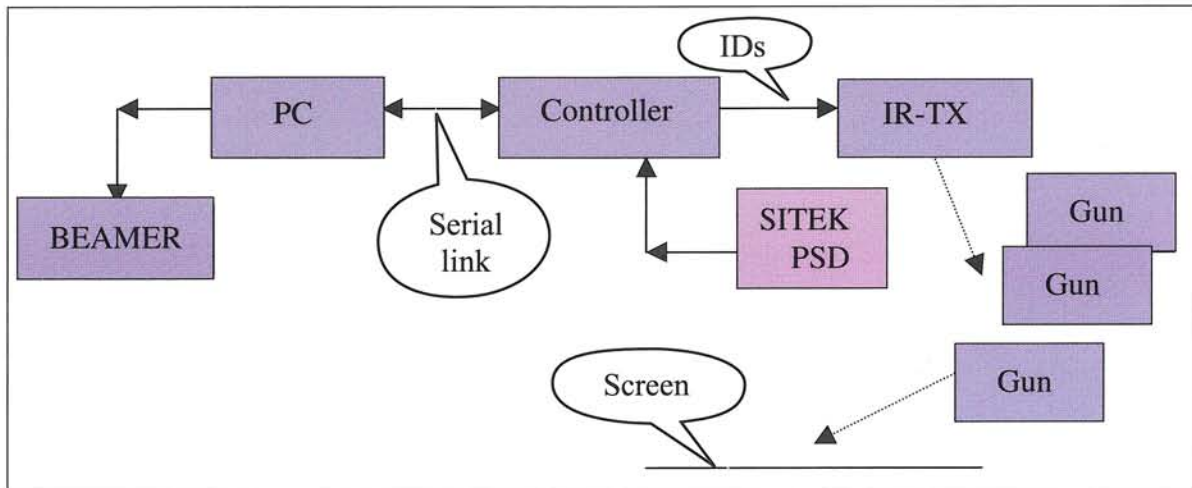 IDs
PC
Controller
IR-TX
BEAMER
Serial
link
SITEK
PSD
Gun
Gun
Gun
Screen